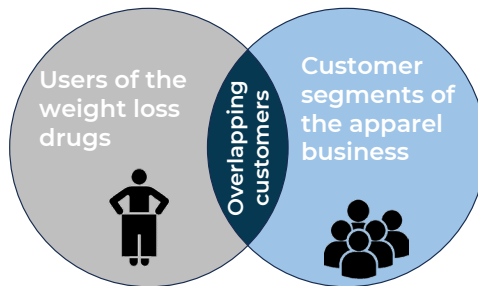 Users of the
weight loss
drugs
Overlapping
customers
Customer
segments of
the apparel
business